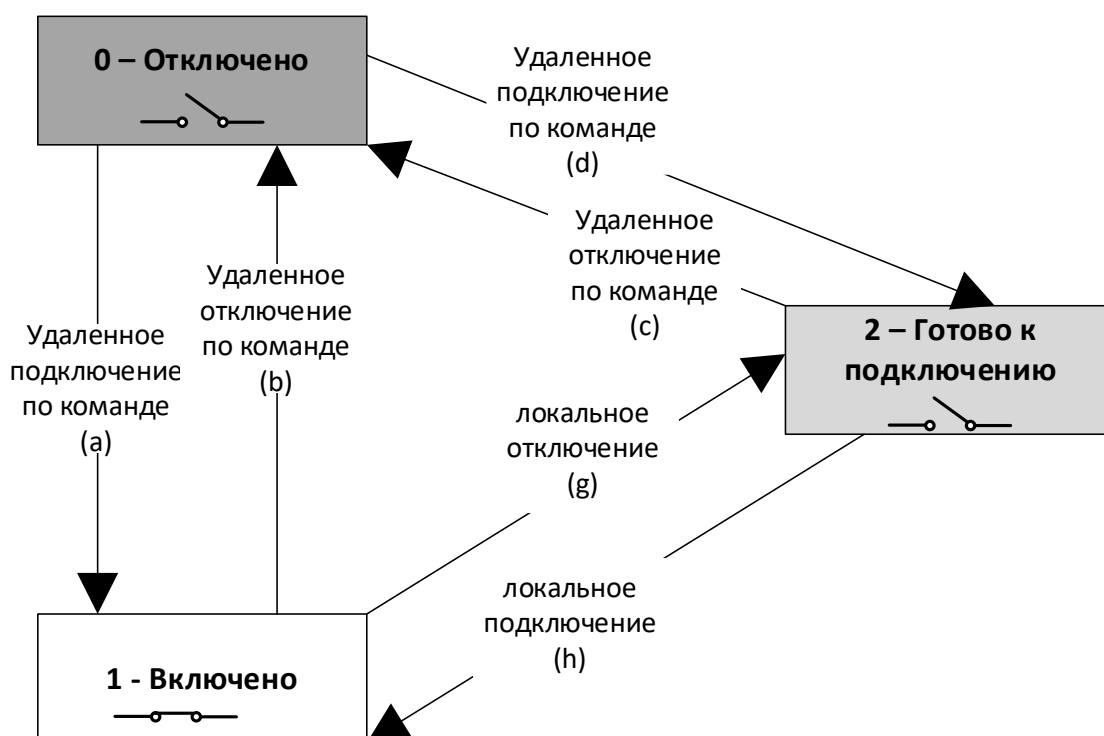 0 – Отключено
Удаленное
подключение
по команде
(d)
Удаленное
отключение
по команде
(c)
Удаленное
отключение
по команде
(b)
Удаленное
подключение
по команде
(a)
2 – Готово к
подключению
локальное
отключение
(g)
локальное
подключение
(h)
1 - Включено